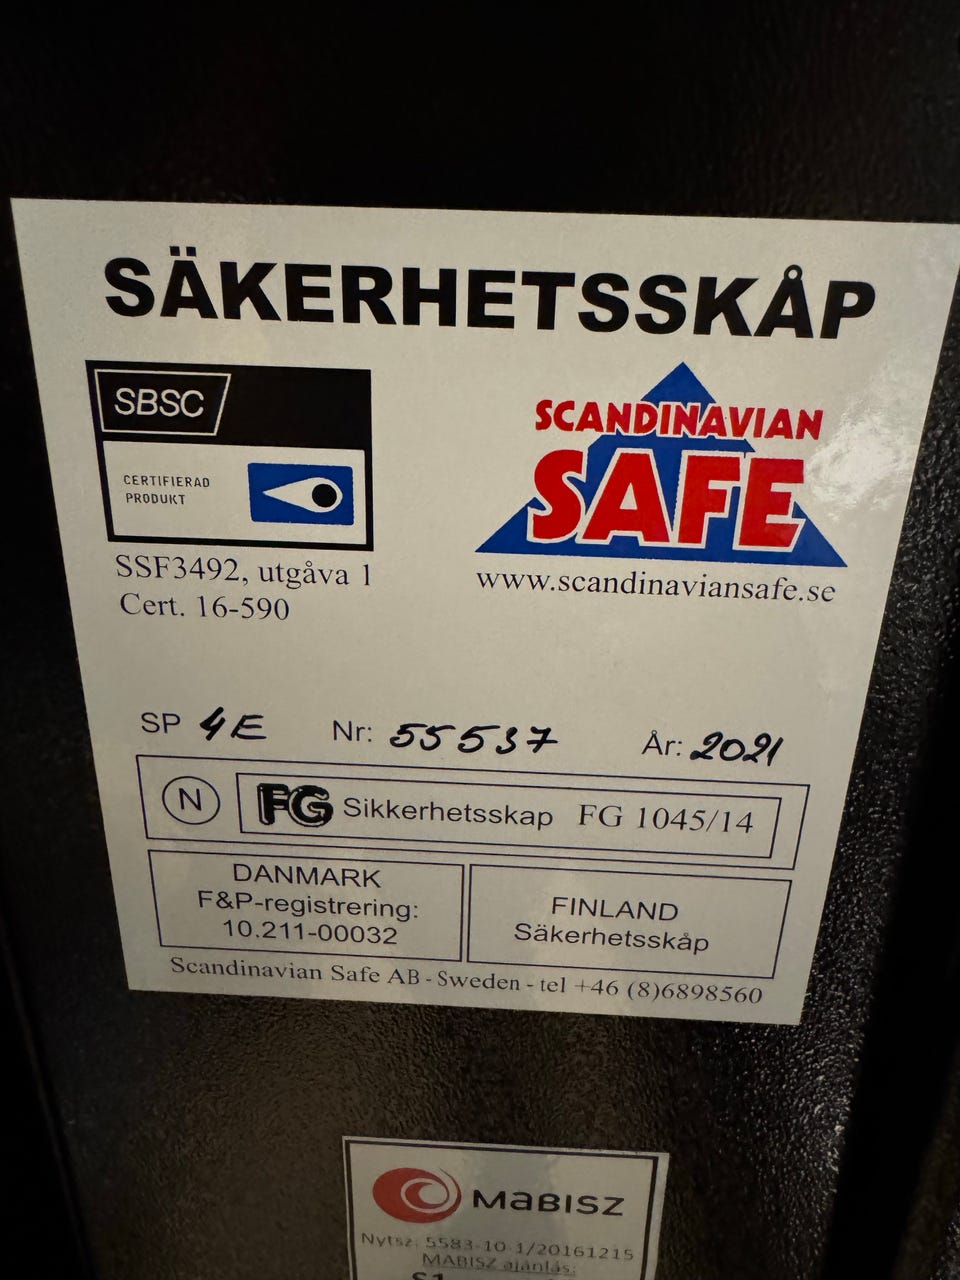 SÄKERHETSSKÅP
SBSC
CERTIFIERAD
PRODUKT
SSF3492, utgåva 1
Cert. 16-590
SCANDINAVIAN
SAFE
www.scandinaviansafe.se
SP 4E Nr: 55537 År: 2021
N FG Sikkerhetsskap FG 1045/14
DANMARK
F&P-registrering:
10.211-00032
FINLAND
Säkerhetsskåp
Scandinavian Safe AB - Sweden - tel +46 (8)6898560
MABISZ
Nytsz: 5583-10-1/20161215
MABISZ ajánlás:
S1